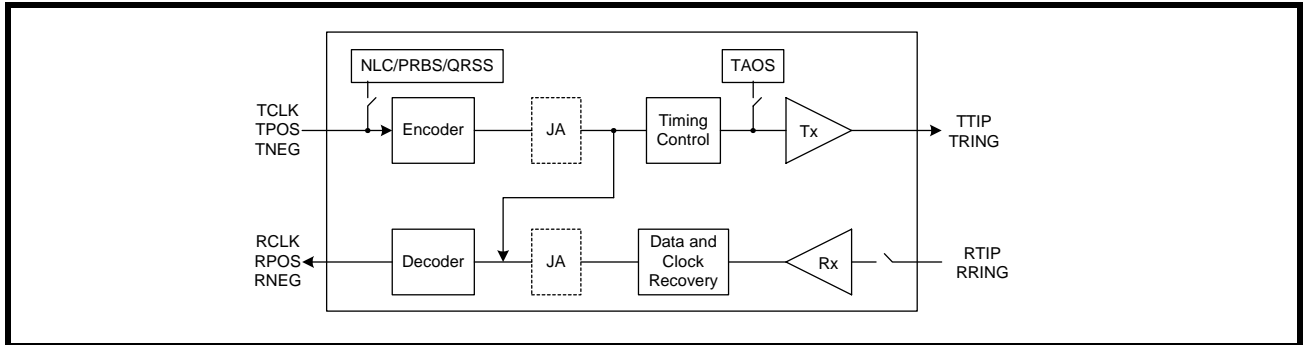 NLC/PRBS/QRSS
TAOS
TCLK
TPOS
TNEG
Encoder
JA
Timing
Control
Tx
TTIP
TRING
RCLK
RPOS
RNEG
Decoder
JA
Data and
Clock
Recovery
Rx
RTIP
RRING